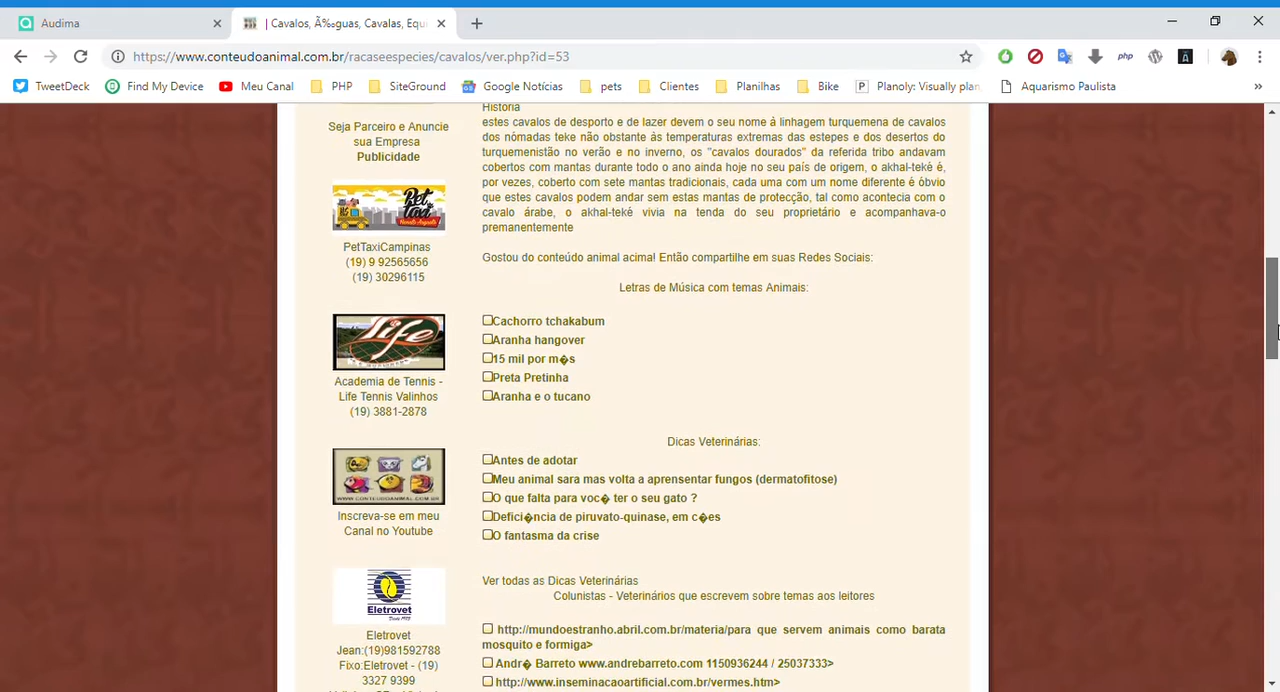 Audima
| Cavalos, Ã‰guas, Cavalas, Equ
https://www.conteudoanimal.com.br/racaseespecies/cavalos/ver.php?id=53
php
TweetDeck
Find My Device
Meu Canal
PHP
SiteGround
Google Notícias
pets
Clientes
Planilhas
Bike
Planoly: Visually plan
Aquarismo Paulista
»
Seja Parceiro e Anuncie
sua Empresa
Publicidade
Pet
Taxi
PetTaxiCampinas
(19) 9 92565656
(19) 30296115
Life
Academia de Tennis -
Life Tennis Valinhos
(19) 3881-2878
WWW.CONTEUDOANIMAL.COM.BR
Inscreva-se em meu
Canal no Youtube
Eletrovet
Desde 1978
Eletrovet
Jean:(19)981592788
Fixo:Eletrovet - (19)
3327 9399
História
estes cavalos de desporto e de lazer devem o seu nome á linhagem turquemena de cavalos
dos nómadas teke não obstante às temperaturas extremas das estepes e dos desertos do
turquemenistão no verão e no inverno, os "cavalos dourados" da referida tribo andavam
cobertos com mantas durante todo o ano ainda hoje no seu país de origem, o akhal-teké é,
por vezes, coberto com sete mantas tradicionais, cada uma com um nome diferente é óbvio
que estes cavalos podem andar sem estas mantas de protecção, tal como acontecia com o
cavalo árabe, o akhal-teké vivia na tenda do seu proprietário e acompanhava-o
premanentemente
Gostou do conteúdo animal acima! Então compartilhe em suas Redes Sociais:
Letras de Música com temas Animais:
Cachorro tchakabum
Aranha hangover
15 mil por m�s
Preta Pretinha
Aranha e o tucano
Dicas Veterinárias:
Antes de adotar
Meu animal sara mas volta a aprensentar fungos (dermatofitose)
O que falta para voc� ter o seu gato ?
Defici�ncia de piruvato-quinase, em c�es
O fantasma da crise
Ver todas as Dicas Veterinárias
Colunistas - Veterinários que escrevem sobre temas aos leitores
http://mundoestranho.abril.com.br/materia/para que servem animais como barata
mosquito e formiga>
Andr� Barreto www.andrebarreto.com 1150936244 / 25037333>
http://www.inseminacaoartificial.com.br/vermes.htm>